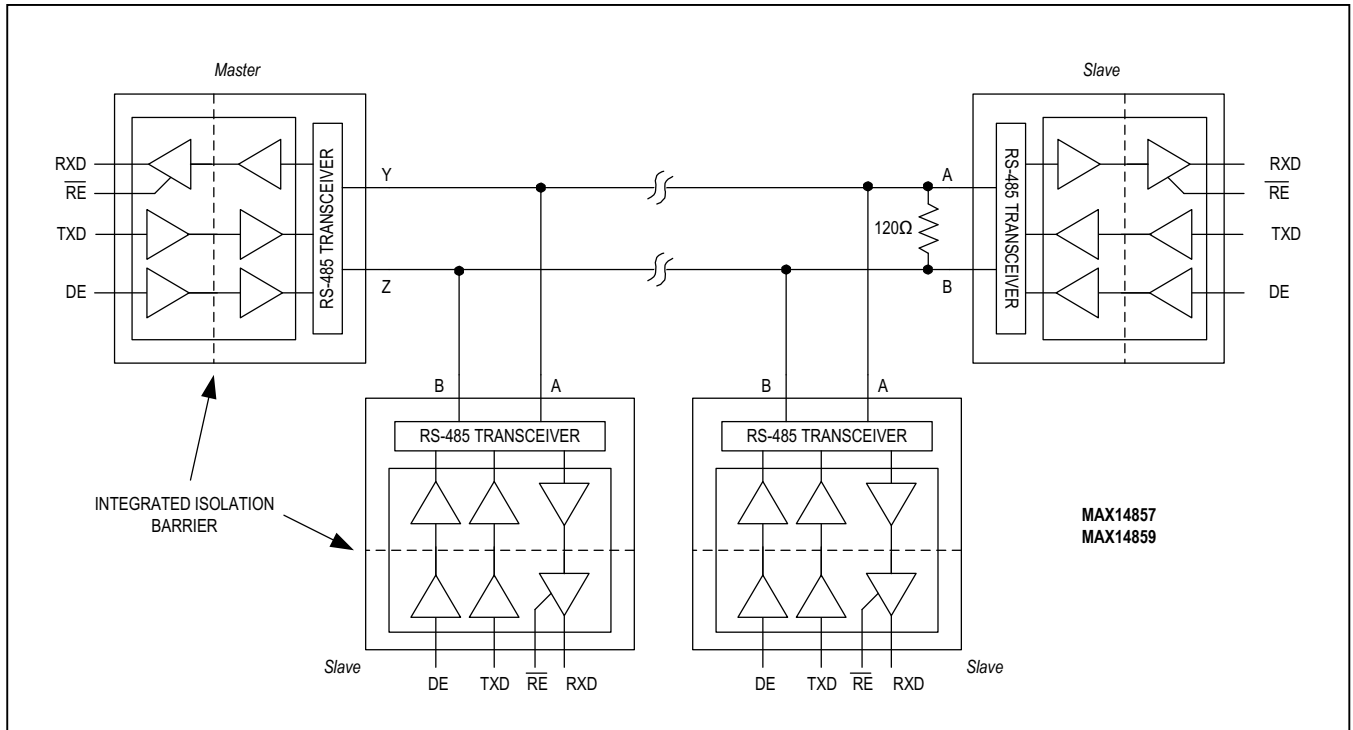 Master
Slave
RXD
RE
TXD
DE
RS-485 TRANSCEIVER
Y
Z
A
B
120Ω
RS-485 TRANSCEIVER
RXD
RE
TXD
DE
B
A
RS-485 TRANSCEIVER
B
A
RS-485 TRANSCEIVER
INTEGRATED ISOLATION
BARRIER
MAX14857
MAX14859
Slave
DE TXD RE RXD
DE TXD RE RXD
Slave